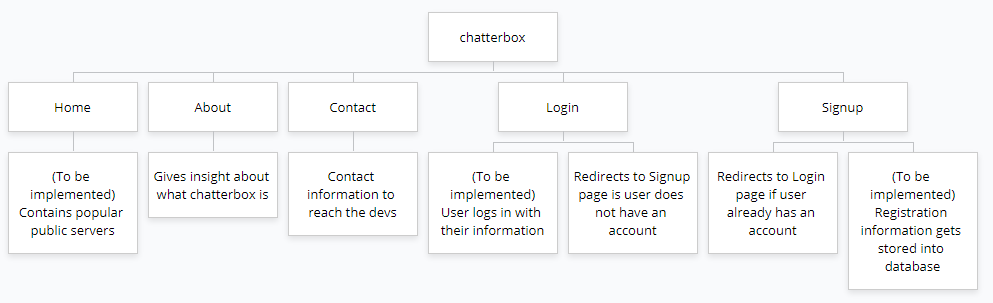 chatterbox
Home
About
Contact
Login
Signup
(To be
implemented)
Contains popular
public servers
Gives insight about
what chatterbox is
Contact
information to
reach the devs
(To be
implemented)
User logs in with
their information
Redirects to Signup
page is user does
not have an
account
Redirects to Login
page if user
already has an
account
(To be
implemented)
Registration
information gets
stored into
database